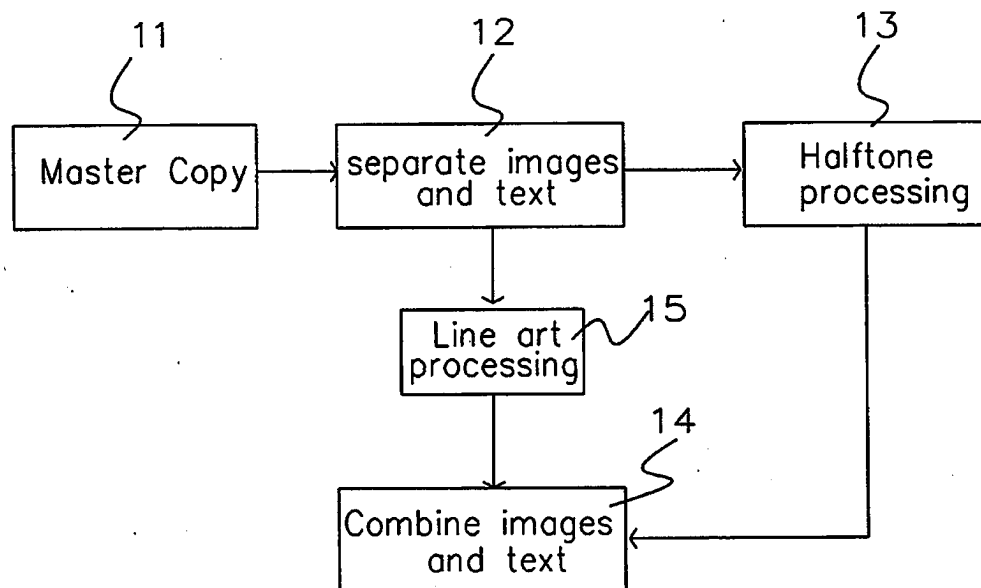 11
12
13
Master Copy
separate images
and text
Halftone
processing
15
Line art
processing
14
Combine images
and text